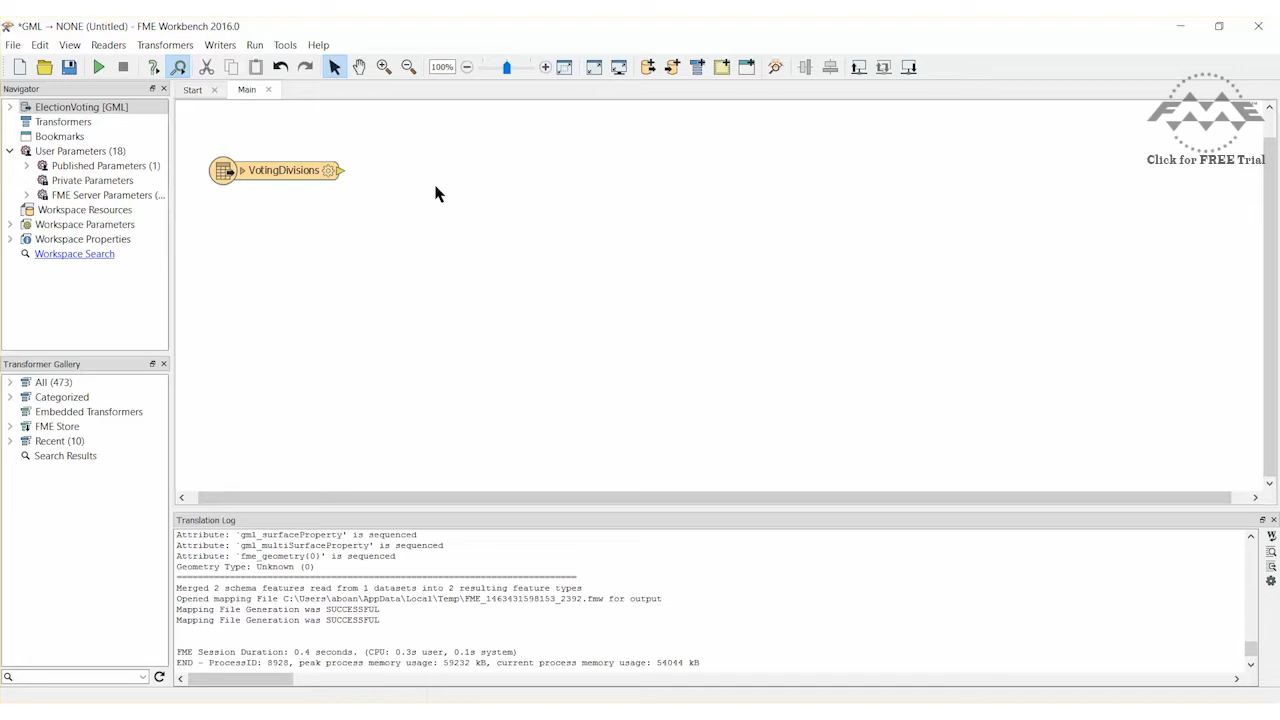 *GML → NONE (Untitled) - FME Workbench 2016.0
File Edit View Readers Transformers Writers Run Tools Help
100%
Navigator
Start Main
ElectionVoting [GML]
Transformers
Bookmarks
User Parameters (18)
Published Parameters (1)
Private Parameters
FME Server Parameters (...
Workspace Resources
Workspace Parameters
Workspace Properties
Workspace Search
VotingDivisions
FME
Click for FREE Trial
Transformer Gallery
All (473)
Categorized
Embedded Transformers
FME Store
Recent (10)
Search Results
Translation Log
Attribute: `gml_surfaceProperty' is sequenced
Attribute: `gml_multiSurfaceProperty' is sequenced
Attribute: `fme_geometry{0}' is sequenced
Geometry Type: Unknown (0)
Merged 2 schema features read from 1 datasets into 2 resulting feature types
Opened mapping File C:\Users\aboan\AppData\Local\Temp\FME_1463431598153_2392.fmw for output
Mapping File Generation was SUCCESSFUL
Mapping File Generation was SUCCESSFUL
FME Session Duration: 0.4 seconds. (CPU: 0.3s user, 0.1s system)
END - ProcessID: 8928, peak process memory usage: 59232 kB, current process memory usage: 54044 kB